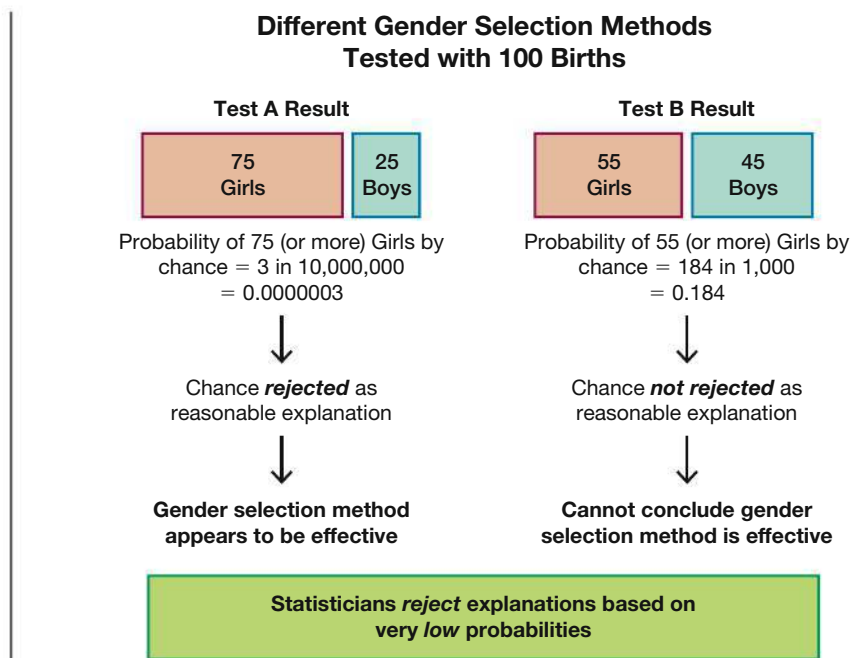 Different Gender Selection Methods
Tested with 100 Births
Test A Result
75
Girls
25
Boys
Probability of 75 (or more) Girls by
chance = 3 in 10,000,000
= 0.0000003
Chance rejected as
reasonable explanation
Gender selection method
appears to be effective
Test B Result
55
Girls
45
Boys
Probability of 55 (or more) Girls by
chance = 184 in 1,000
= 0.184
Chance not rejected as
reasonable explanation
Cannot conclude gender
selection method is effective
Statisticians reject explanations based on
very low probabilities